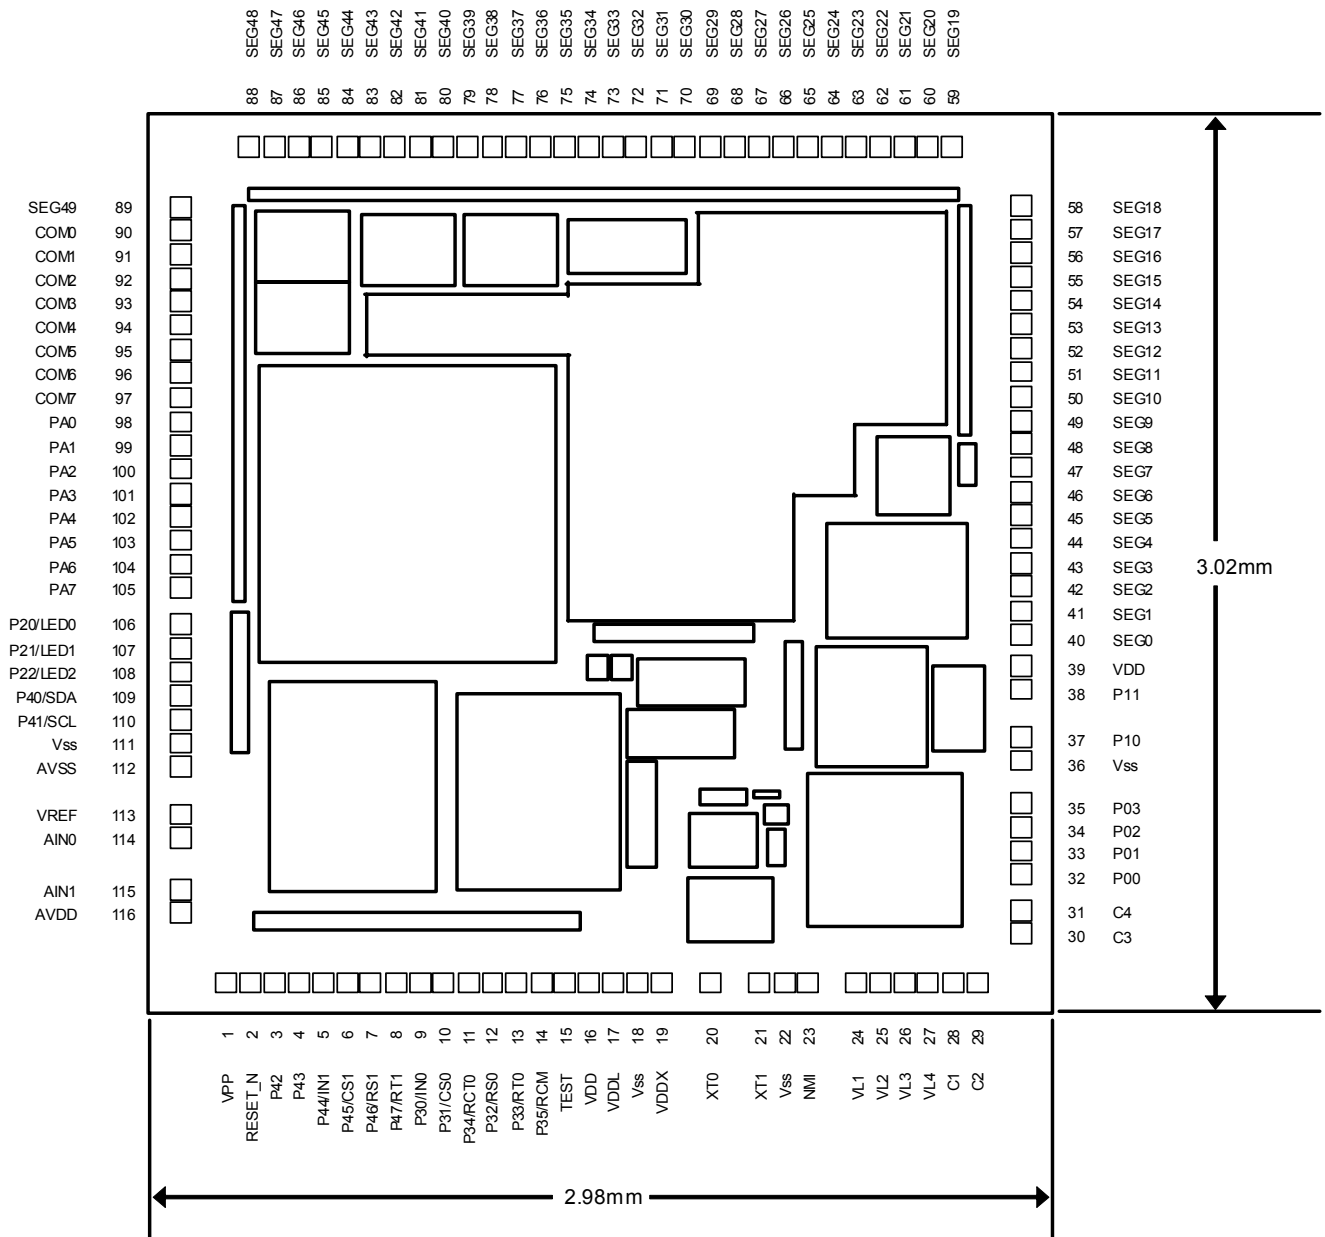 SEG48 SEG47 SEG46 SEG45 SEG44 SEG43 SEG42 SEG41 SEG40 SEG39 SEG38 SEG37 SEG36 SEG35 SEG34 SEG33 SEG32 SEG31 SEG30 SEG29 SEG28 SEG27 SEG26 SEG25 SEG24 SEG23 SEG22 SEG21 SEG20 SEG19
88 87 86 85 84 83 82 81 80 79 78 77 76 75 74 73 72 71 70 69 68 67 66 65 64 63 62 61 60 59
SEG49 89
COM0 90
COM1 91
COM2 92
COM3 93
COM4 94
COM5 95
COM6 96
COM7 97
PA0 98
PA1 99
PA2 100
PA3 101
PA4 102
PA5 103
PA6 104
PA7 105
P20/LED0 106
P21/LED1 107
P22/LED2 108
P40/SDA 109
P41/SCL 110
Vss 111
AVSS 112
VREF 113
AIN0 114
AIN1 115
AVDD 116
58 SEG18
57 SEG17
56 SEG16
55 SEG15
54 SEG14
53 SEG13
52 SEG12
51 SEG11
50 SEG10
49 SEG9
48 SEG8
47 SEG7
46 SEG6
45 SEG5
44 SEG4
43 SEG3
42 SEG2
41 SEG1
40 SEG0
39 VDD
38 P11
37 P10
36 Vss
35 P03
34 P02
33 P01
32 P00
31 C4
30 C3
3.02mm
1 2 3 4 5 6 7 8 9 10 11 12 13 14 15 16 17 18 19 20 21 22 23 24 25 26 27 28 29
VPP RESET_N P42 P43 P44/IN1 P45/CS1 P46/RS1 P47/RT1 P30/IN0 P31/CS0 P34/RCT0 P32/RS0 P33/RT0 P35/RCM TEST VDD VDDL Vss VDDX XT0 XT1 Vss NMI VL1 VL2 VL3 VL4 C1 C2
2.98mm